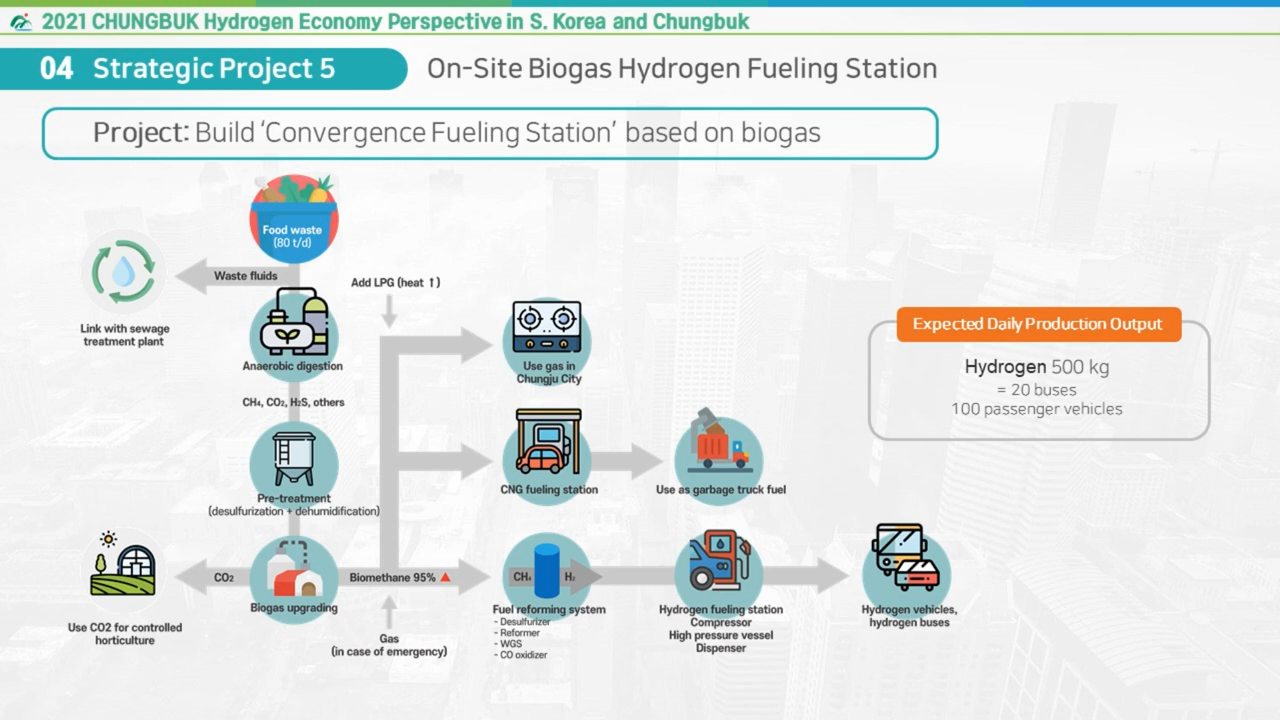 2021 CHUNGBUK Hydrogen Economy Perspective in S. Korea and Chungbuk
04 Strategic Project 5
On-Site Biogas Hydrogen Fueling Station
Project: Build ‘Convergence Fueling Station’ based on biogas
Food waste
(80 t/d)
Waste fluids
Link with sewage
treatment plant
Anaerobic digestion
CH₄, CO₂, H₂S, others
Pre-treatment
(desulfurization + dehumidification)
Biogas upgrading
CO₂
Use CO2 for controlled
horticulture
Add LPG (heat ↑)
Biomethane 95% ▲
Gas
(in case of emergency)
Use gas in
Chungju City
CNG fueling station
Use as garbage truck fuel
CH₄
H₂
Fuel reforming system
- Desulfurizer
- Reformer
- WGS
- CO oxidizer
Hydrogen fueling station
Compressor
High pressure vessel
Dispenser
Hydrogen vehicles,
hydrogen buses
Expected Daily Production Output
Hydrogen 500 kg
= 20 buses
100 passenger vehicles